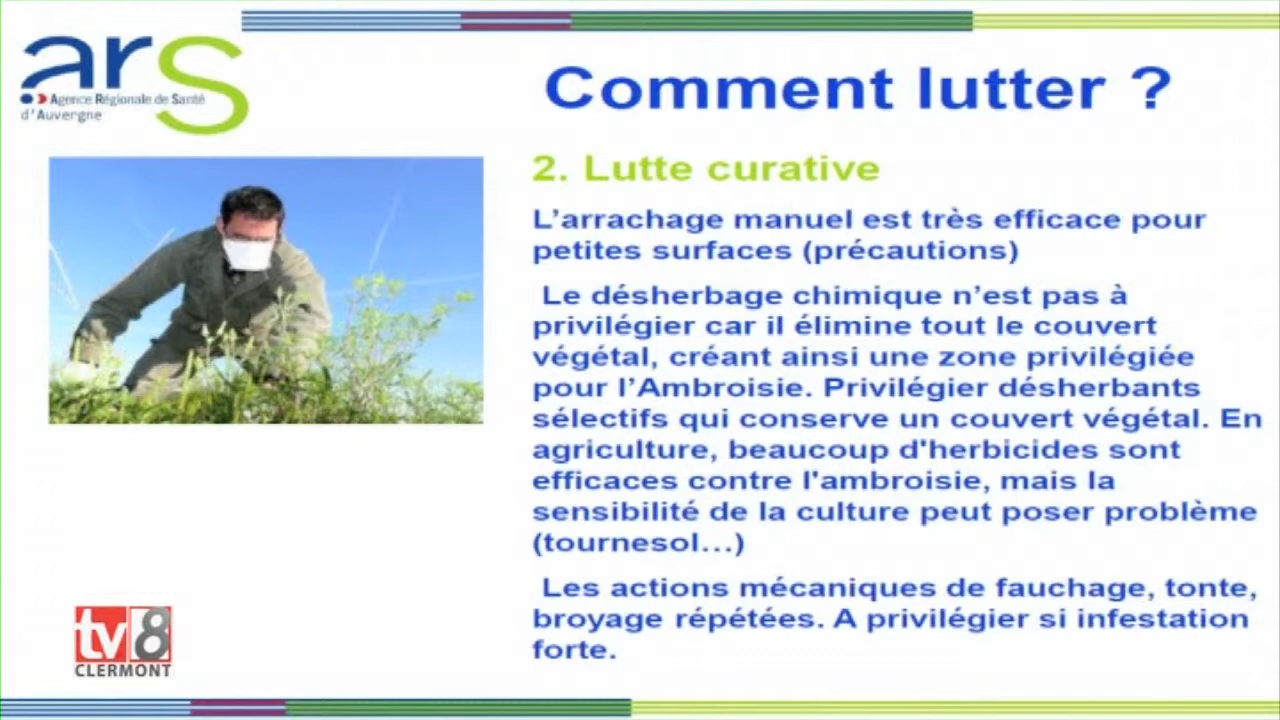 ars
Agence Régionale de Santé
d'Auvergne
Comment lutter ?
2. Lutte curative
L'arrachage manuel est très efficace pour
petites surfaces (précautions)
Le désherbage chimique n'est pas à
privilégier car il élimine tout le couvert
végétal, créant ainsi une zone privilégiée
pour l'Ambroisie. Privilégier désherbants
sélectifs qui conserve un couvert végétal. En
agriculture, beaucoup d'herbicides sont
efficaces contre l'ambroisie, mais la
sensibilité de la culture peut poser problème
(tournesol...)
Les actions mécaniques de fauchage, tonte,
broyage répétées. A privilégier si infestation
forte.
tv8
CLERMONT